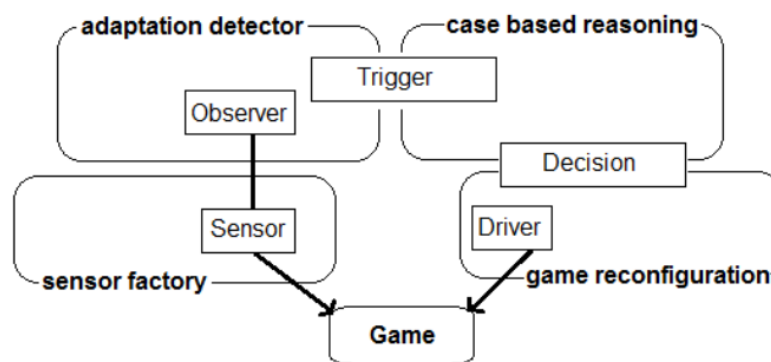 adaptation detector
case based reasoning
Trigger
Observer
Decision
Sensor
Driver
sensor factory
game reconfiguration
Game